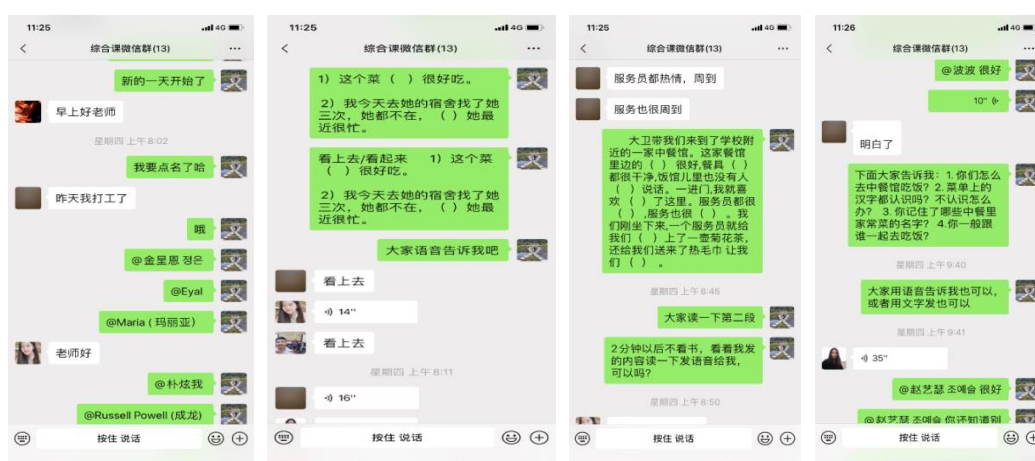 11:25
4G
综合课微信群(13)
新的一天开始了
早上好老师
星期四 上午 8:02
我要点名了哈
昨天我打工了
哦
@金呈恩 정은
@Eyal
@Maria (玛丽亚)
老师好
@朴炫我
@Russell Powell (成龙)
按住 说话
11:25
4G
综合课微信群(13)
1) 这个菜 ( ) 很好吃。
2) 我今天去她的宿舍找了她
三次, 她都不在, ( ) 她最
近很忙。
看上去/看起来 1) 这个菜
( ) 很好吃。
2) 我今天去她的宿舍找了她
三次, 她都不在, ( ) 她最
近很忙。
大家语音告诉我吧
看上去
14"
看上去
星期四 上午 8:11
16"
按住 说话
11:25
4G
综合课微信群(13)
服务员都热情，周到
服务也很周到
大卫带我们来到了学校附
近的一家中餐馆。这家餐馆
里边的 ( ) 很好,餐具 ( )
都很干净,饭馆儿里也没有人
( ) 说话。一进门,我就喜
欢 ( ) 了这里。服务员都很
( ) ,服务也很 ( ) 。我
们刚坐下来,一个服务员就给
我们 ( ) 上了一壶菊花茶,
还给我们送来了热毛巾 让我
们 ( ) 。
星期四 上午 8:45
大家读一下第二段
2分钟以后不看书，看着我发
的内容读一下发语音给我,
可以吗?
星期四 上午 8:50
按住 说话
11:26
4G
综合课微信群(13)
@波波 很好
10"
明白了
下面大家告诉我：1.你们怎么
去中餐馆吃饭? 2.菜单上的
汉字都认识吗? 不认识怎么
办? 3.你记住了哪些中餐里
家常菜的名字? 4.你一般跟
谁一起去吃饭?
星期四 上午 9:40
大家用语音告诉我也可以,
或者用文字发也可以
星期四 上午 9:41
35"
@赵艺瑟 조예슬 很好
@赵艺瑟 조예슬 你还知道别
按住 说话